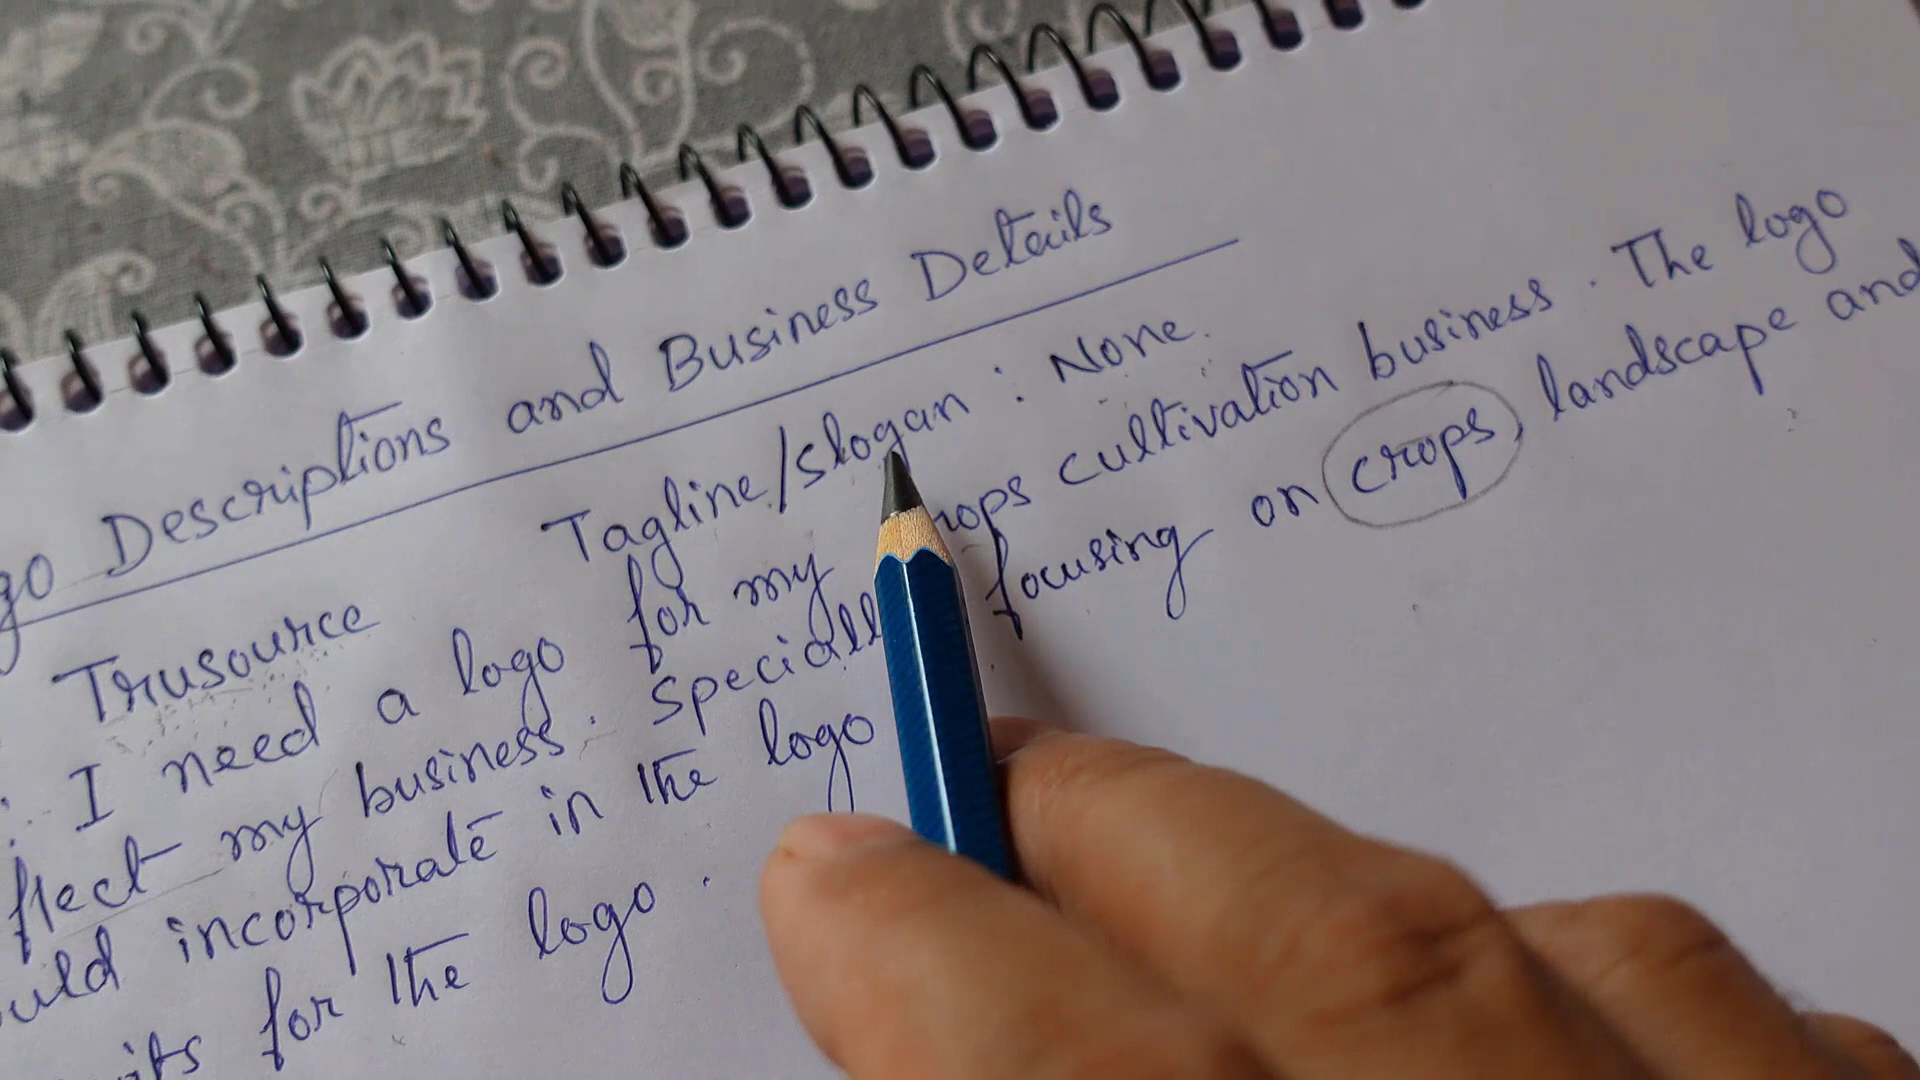 go Descriptions and Business Details
Trusource Tagline/Slogan : None.
: I need a logo for my crops cultivation business. The logo
flect my business. Speciall focusing on crops, landscape and
uld incorporate in the logo
for the logo.